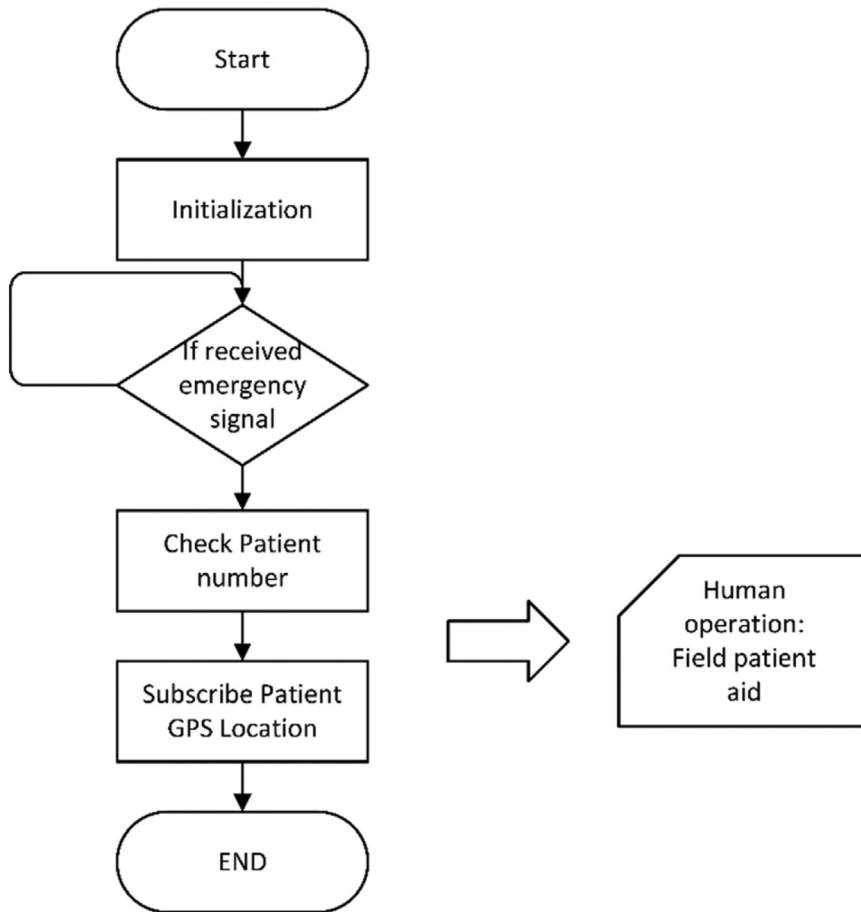 Start
Initialization
If received
emergency
signal
Check Patient
number
Subscribe Patient
GPS Location
END
Human
operation:
Field patient
aid